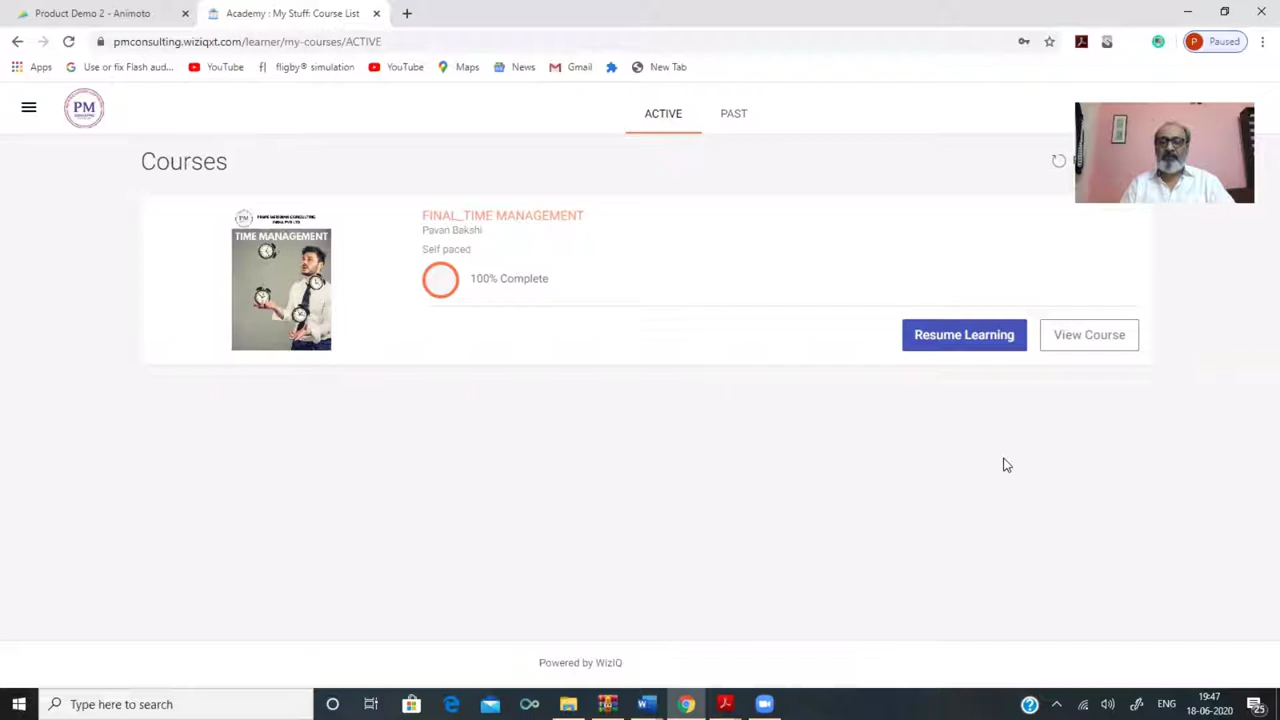 Product Demo 2 - Animoto
Academy : My Stuff: Course List
pmconsulting.wiziqxt.com/learner/my-courses/ACTIVE
P Paused
Apps
Use or fix Flash aud...
YouTube
fligby® simulation
YouTube
Maps
News
Gmail
New Tab
PM
ACTIVE
PAST
Courses
PM
TIME MANAGEMENT
FINAL_TIME MANAGEMENT
Pavan Bakshi
Self paced
100% Complete
Resume Learning
View Course
Powered by WizIQ
Type here to search
ENG
19:47
18-06-2020
25